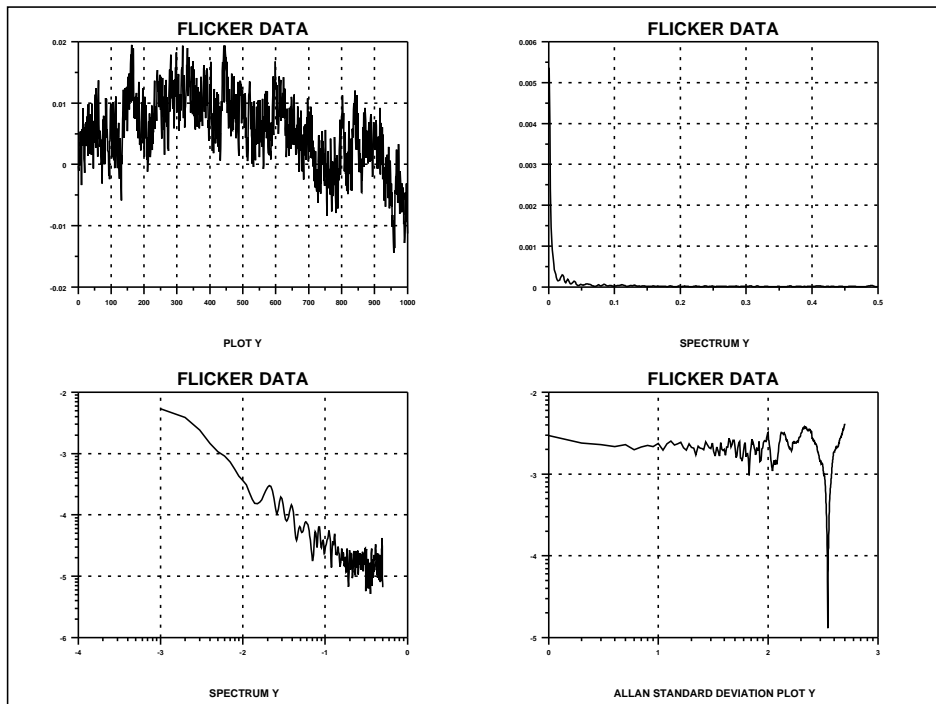 FLICKER DATA
0.02
0.01
0
-0.01
-0.02
0 100 200 300 400 500 600 700 800 900 1000
PLOT Y
FLICKER DATA
0.006
0.005
0.004
0.003
0.002
0.001
0
0 0.1 0.2 0.3 0.4 0.5
SPECTRUM Y
FLICKER DATA
-2
-3
-4
-5
-6
-4 -3 -2 -1 0
SPECTRUM Y
FLICKER DATA
-2
-3
-4
-5
0 1 2 3
ALLAN STANDARD DEVIATION PLOT Y